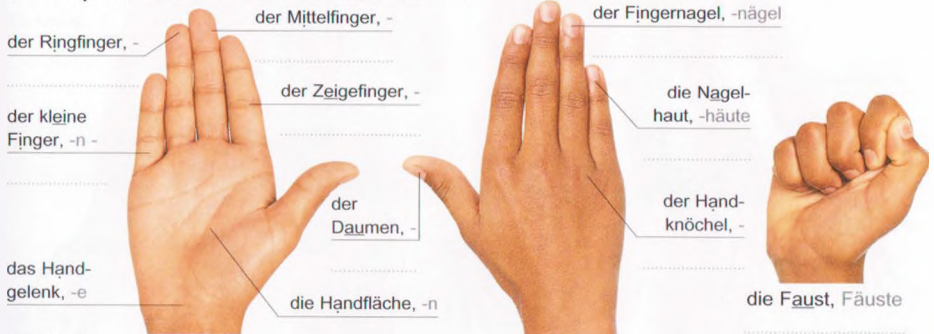 der Mittelfinger, -
der Ringfinger, -
der Zeigefinger, -
der kleine
Finger, -n -
das Hand-
gelenk, -e
die Handfläche, -n
der
Daumen, -
der Fingernagel, -nägel
die Nagel-
haut, -häute
der Hand-
knöchel, -
die Faust, Fäuste